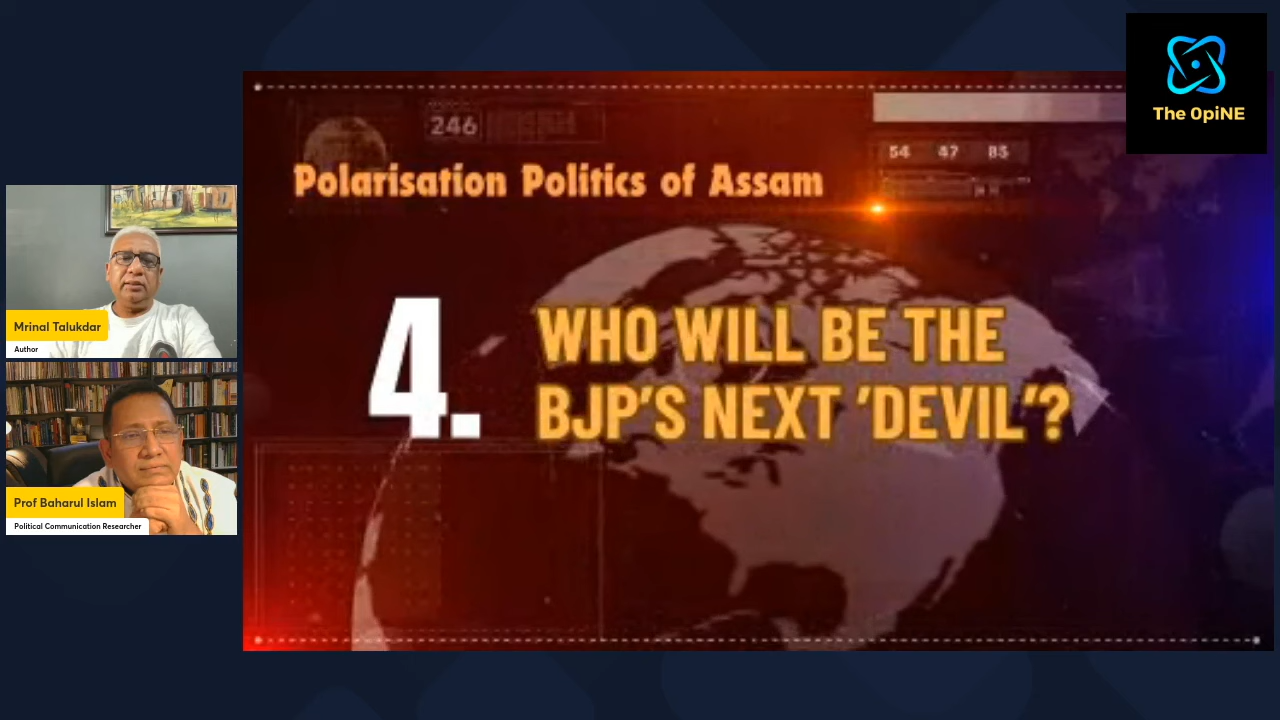 The OpiNE
246
54 47 85
Polarisation Politics of Assam
4. WHO WILL BE THE
BJP'S NEXT 'DEVIL'?
Mrinal Talukdar
Author
Prof Baharul Islam
Political Communication Researcher